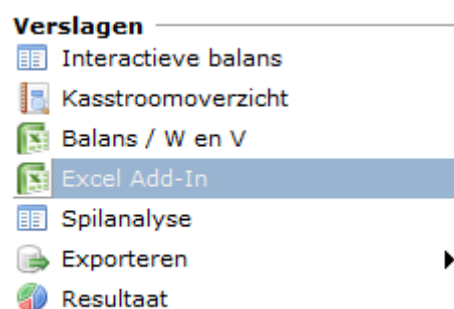 Verslagen
Interactieve balans
Kasstroomoverzicht
Balans / W en V
Excel Add-In
Spilanalyse
Exporteren
Resultaat